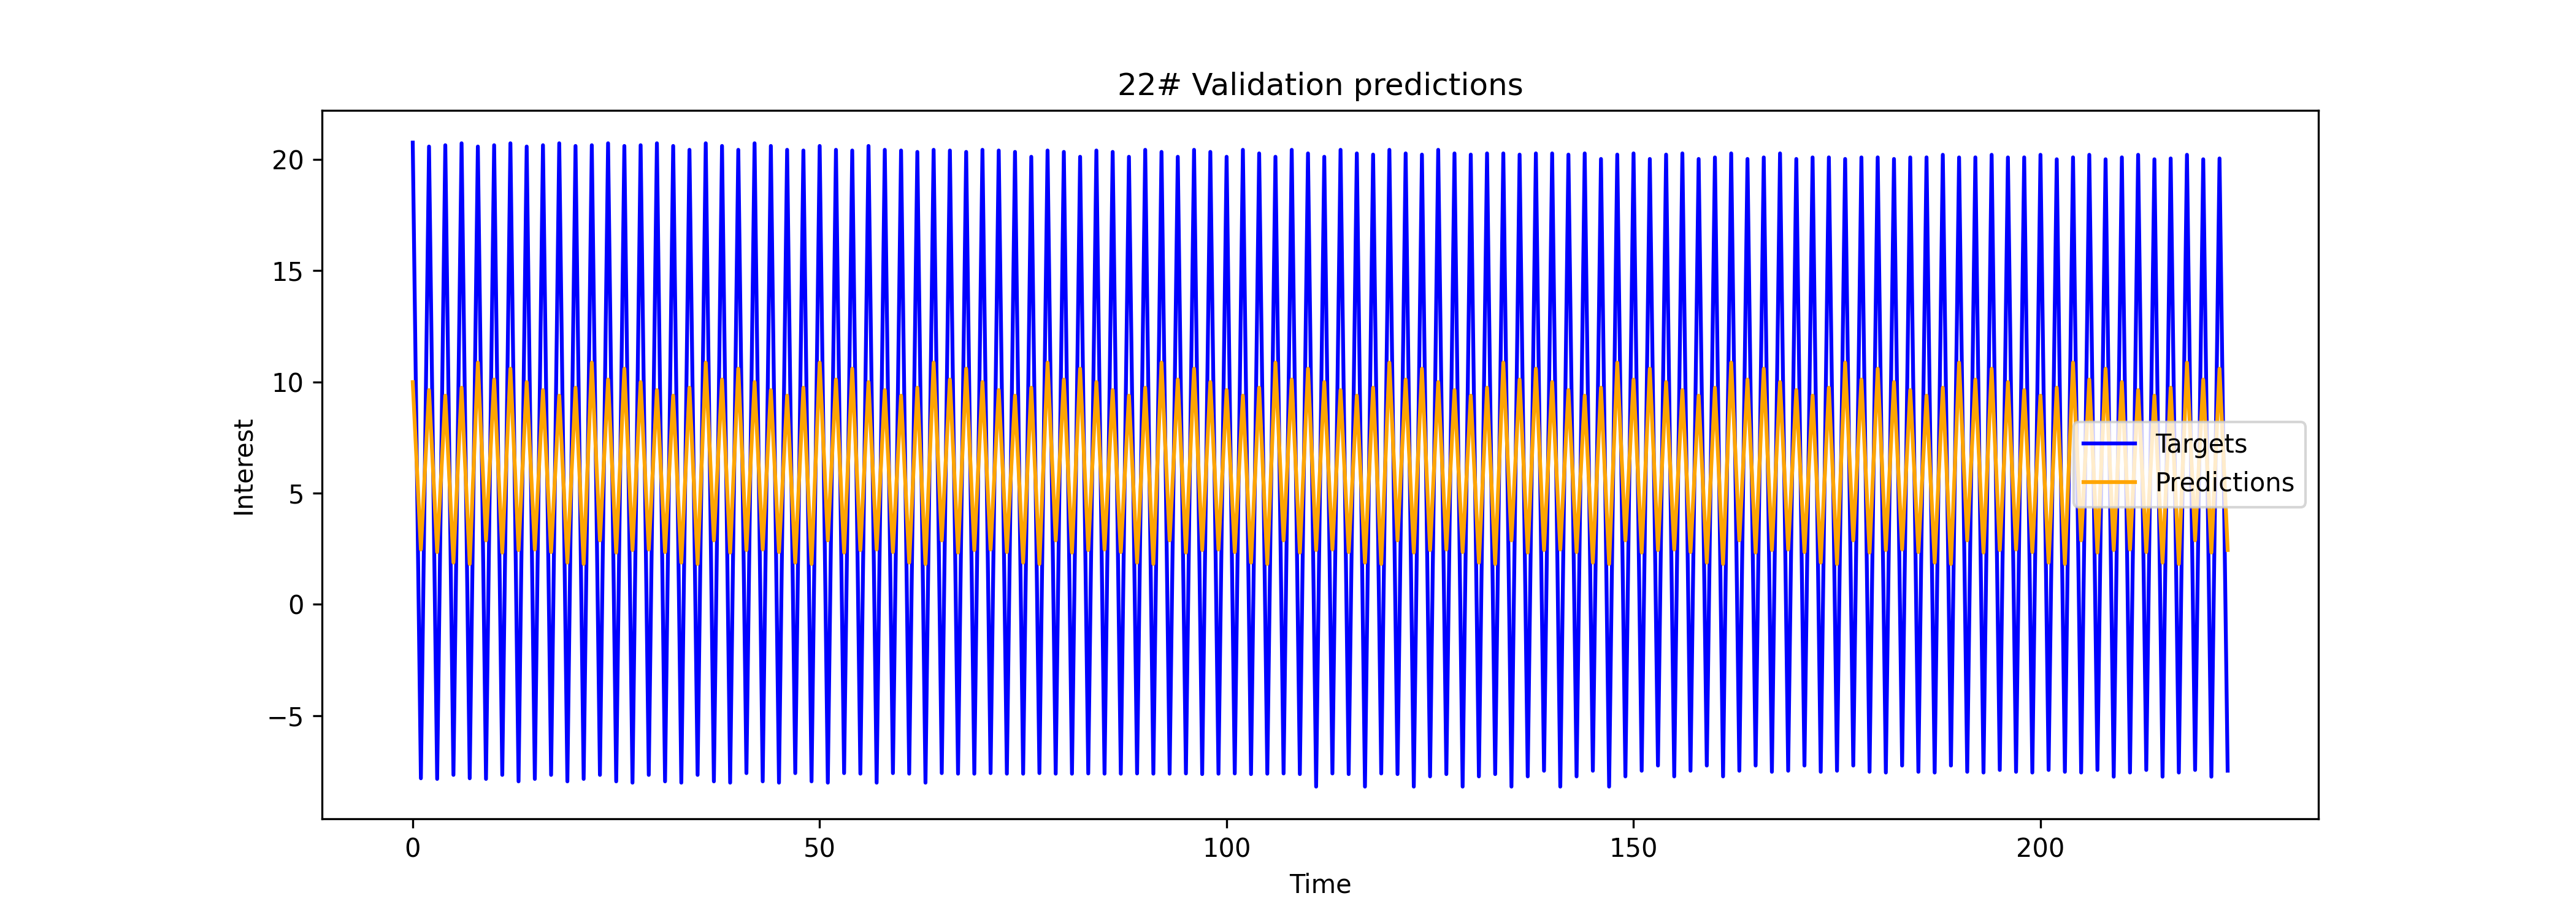 22# Validation predictions
Interest
20
15
10
5
0
−5
Targets
Predictions
0 50 100 150 200
Time